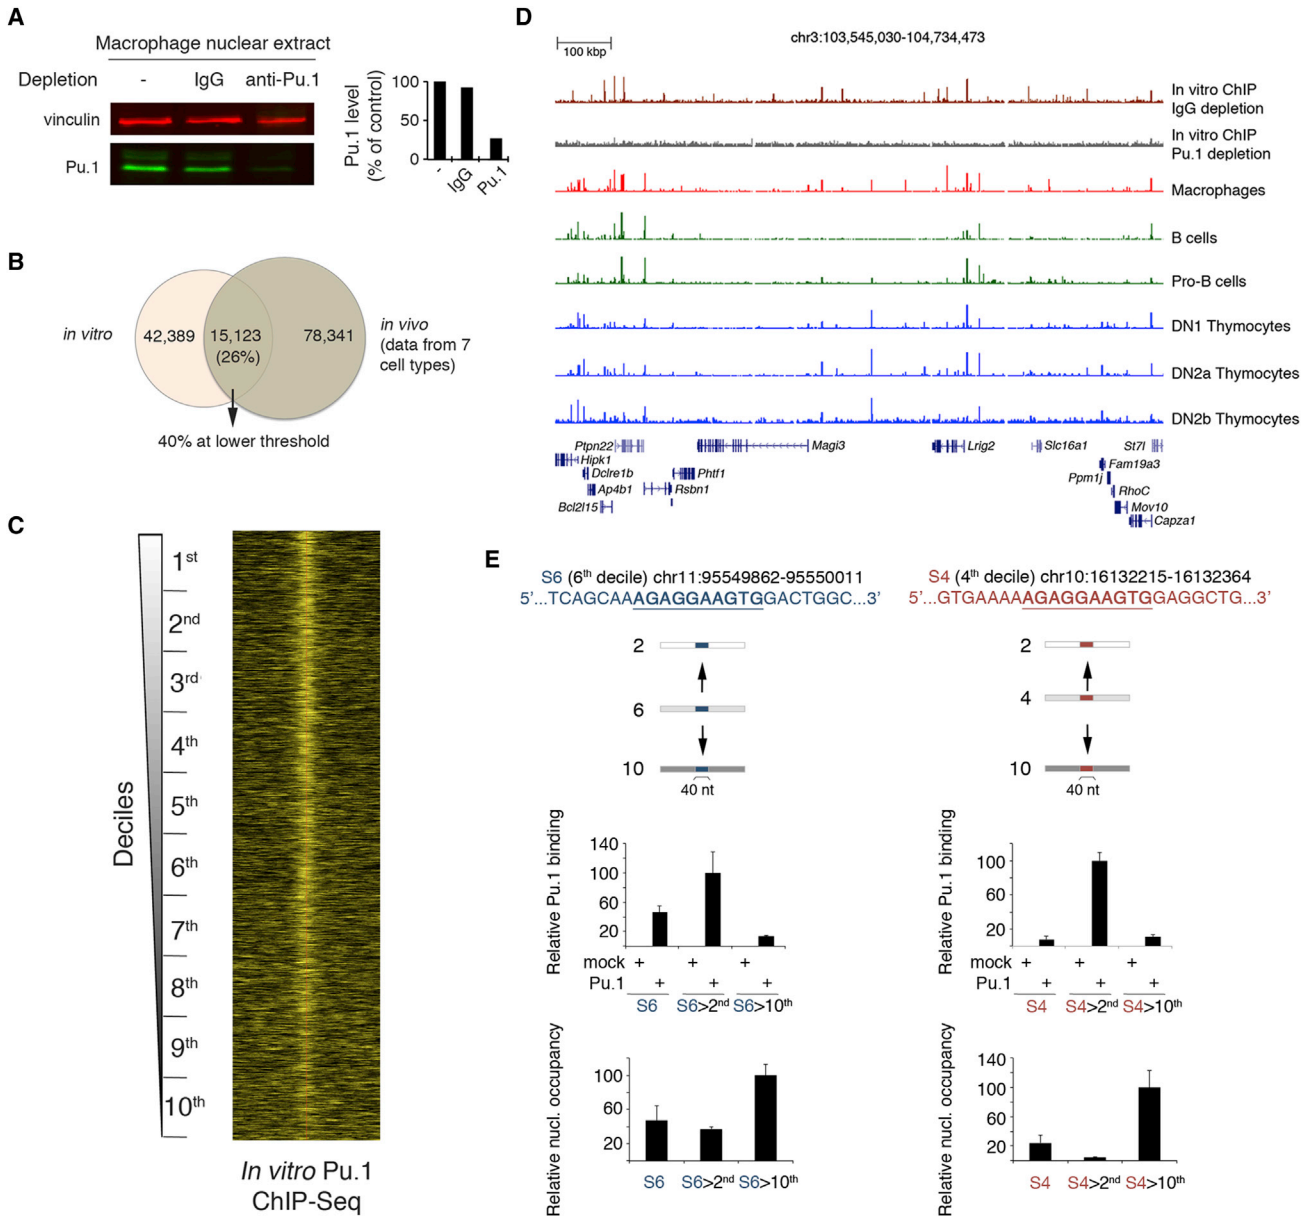 A
Macrophage nuclear extract
Depletion - IgG anti-Pu.1
vinculin
Pu.1
Pu.1 level
(% of control)
100
50
0
- IgG Pu.1
B
in vitro
42,389
15,123
(26%)
78,341
in vivo
(data from 7
cell types)
40% at lower threshold
C
Deciles
1st
2nd
3rd
4th
5th
6th
7th
8th
9th
10th
In vitro Pu.1
ChIP-Seq
D
100 kbp
chr3:103,545,030-104,734,473
In vitro ChIP
IgG depletion
In vitro ChIP
Pu.1 depletion
Macrophages
B cells
Pro-B cells
DN1 Thymocytes
DN2a Thymocytes
DN2b Thymocytes
Ptpn22
Magi3
Lrig2
Slc16a1
St7l
Hipk1
Fam19a3
Dclre1b
Phtf1
Ppm1j
Ap4b1
Rsbn1
RhoC
Bcl2l15
Mov10
Capza1
E
S6 (6th decile) chr11:95549862-95550011
5'...TCAGCAAAGAGGAAGTGGACTGGC...3'
2
6
10
40 nt
Relative Pu.1 binding
140
100
60
20
mock + + +
Pu.1 + + +
S6 S6>2nd S6>10th
Relative nucl. occupancy
100
60
20
S6 S6>2nd S6>10th
S4 (4th decile) chr10:16132215-16132364
5'...GTGAAAAAGAGGAAGTGGAGGCTG...3'
2
4
10
40 nt
Relative Pu.1 binding
100
60
20
mock + + +
Pu.1 + + +
S4 S4>2nd S4>10th
Relative nucl. occupancy
140
100
60
20
S4 S4>2nd S4>10th